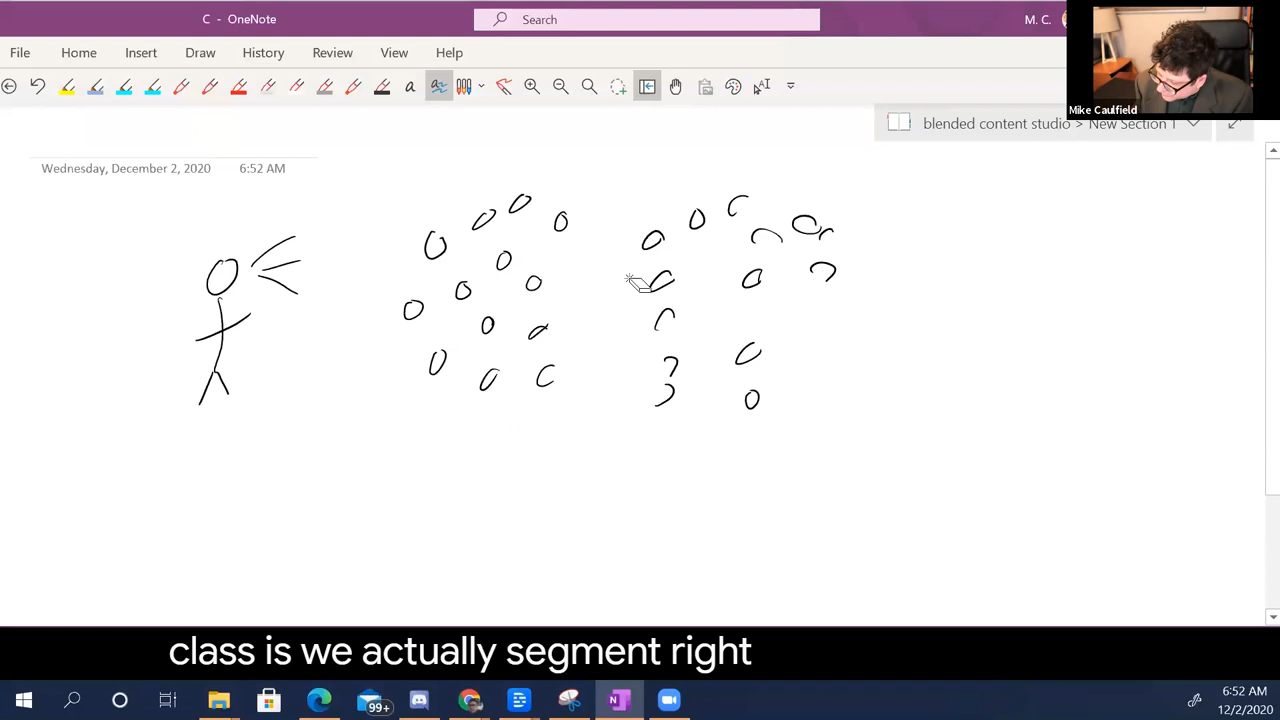 C - OneNote
Search
M. C.
File Home Insert Draw History Review View Help
Mike Caulfield
blended content studio > New Section 1
Wednesday, December 2, 2020 6:52 AM
class is we actually segment right
99+
6:52 AM
12/2/2020